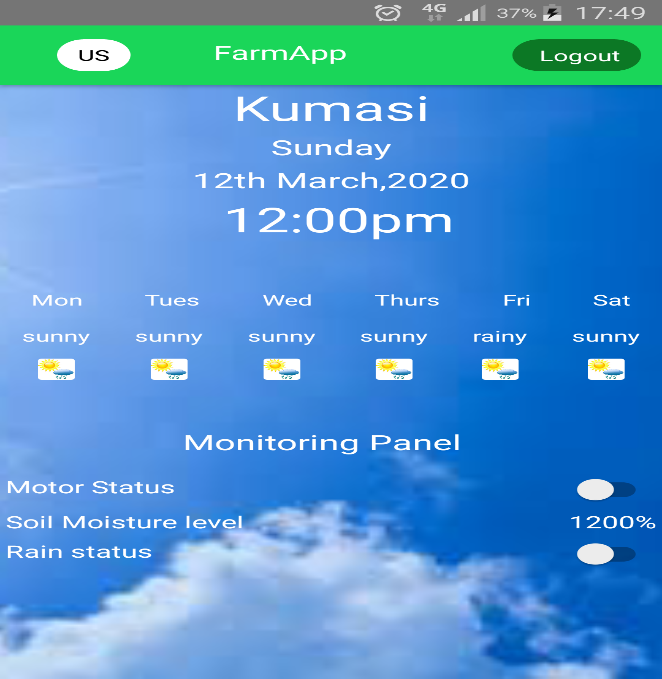 4G 37% 17:49
US FarmApp Logout
Kumasi
Sunday
12th March,2020
12:00pm
Mon Tues Wed Thurs Fri Sat
sunny sunny sunny sunny rainy sunny
Monitoring Panel
Motor Status
Soil Moisture level 1200%
Rain status